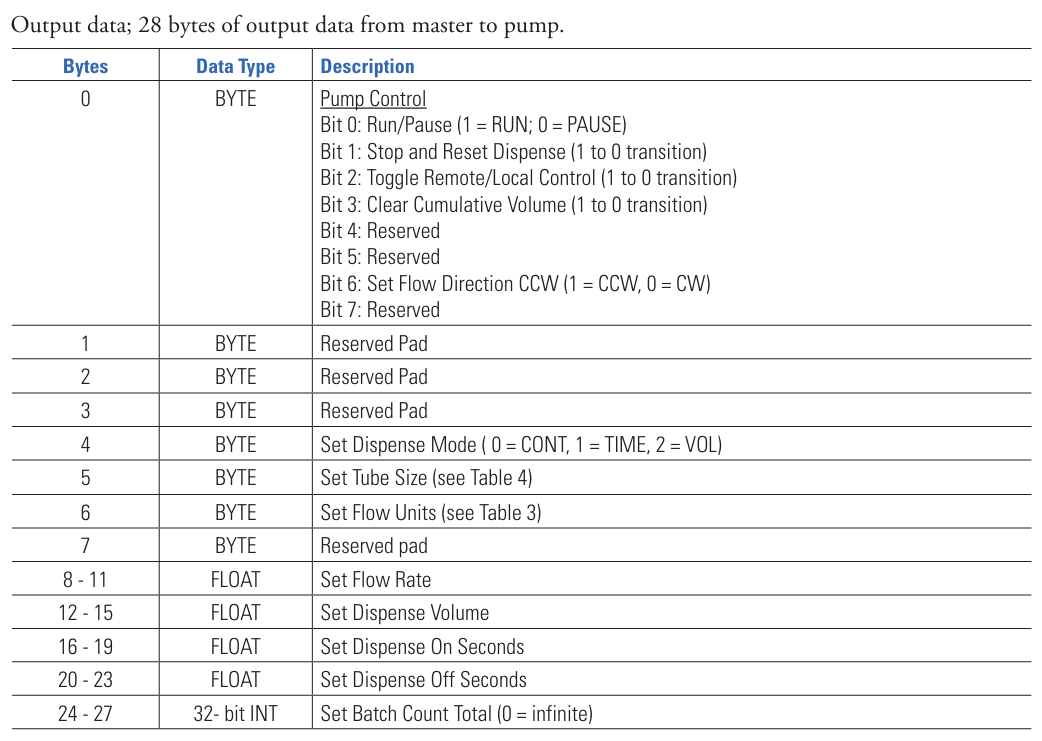 Output data; 28 bytes of output data from master to pump.
Bytes Data Type Description
0 BYTE Pump Control
Bit 0: Run/Pause (1 = RUN; 0 = PAUSE)
Bit 1: Stop and Reset Dispense (1 to 0 transition)
Bit 2: Toggle Remote/Local Control (1 to 0 transition)
Bit 3: Clear Cumulative Volume (1 to 0 transition)
Bit 4: Reserved
Bit 5: Reserved
Bit 6: Set Flow Direction CCW (1 = CCW, 0 = CW)
Bit 7: Reserved
1 BYTE Reserved Pad
2 BYTE Reserved Pad
3 BYTE Reserved Pad
4 BYTE Set Dispense Mode ( 0 = CONT, 1 = TIME, 2 = VOL)
5 BYTE Set Tube Size (see Table 4)
6 BYTE Set Flow Units (see Table 3)
7 BYTE Reserved pad
8 - 11 FLOAT Set Flow Rate
12 - 15 FLOAT Set Dispense Volume
16 - 19 FLOAT Set Dispense On Seconds
20 - 23 FLOAT Set Dispense Off Seconds
24 - 27 32- bit INT Set Batch Count Total (0 = infinite)